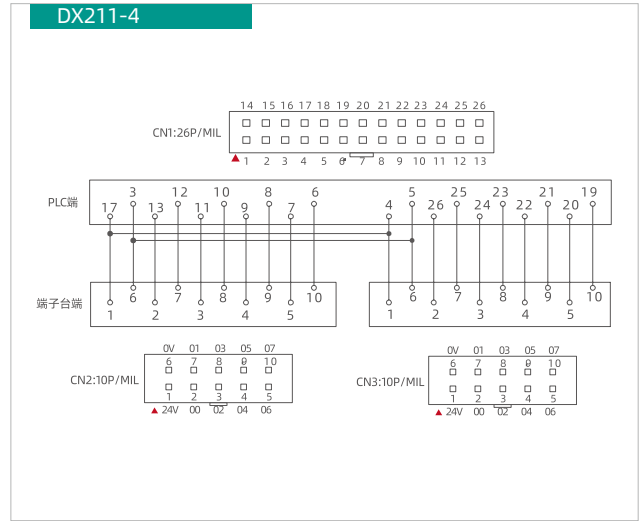 DX211-4
14 15 16 17 18 19 20 21 22 23 24 25 26
CN1:26P/MIL
1 2 3 4 5 6 7 8 9 10 11 12 13
3 12 10 8 6 5 25 23 21 19
PLC端
17 13 11 9 7 4 26 24 22 20
端子台端
6 7 8 9 10 6 7 8 9 10
1 2 3 4 5 1 2 3 4 5
0V 01 03 05 07
6 7 8 9 10
CN2:10P/MIL
1 2 3 4 5
24V 00 02 04 06
0V 01 03 05 07
6 7 8 9 10
CN3:10P/MIL
1 2 3 4 5
24V 00 02 04 06